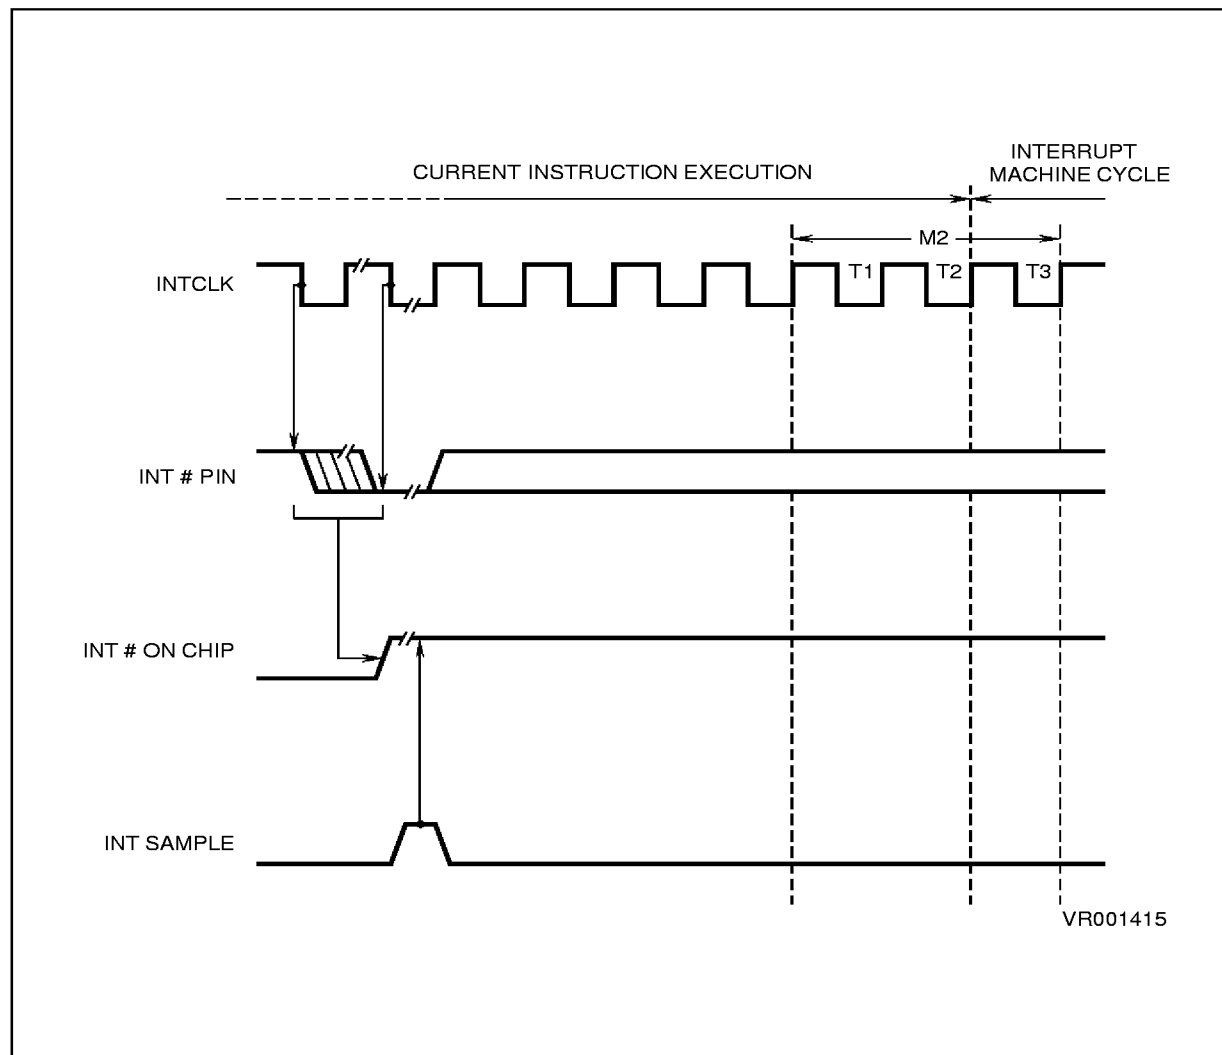 CURRENT INSTRUCTION EXECUTION
INTERRUPT
MACHINE CYCLE
M2
INTCLK
T1
T2
T3
INT # PIN
INT # ON CHIP
INT SAMPLE
VR001415